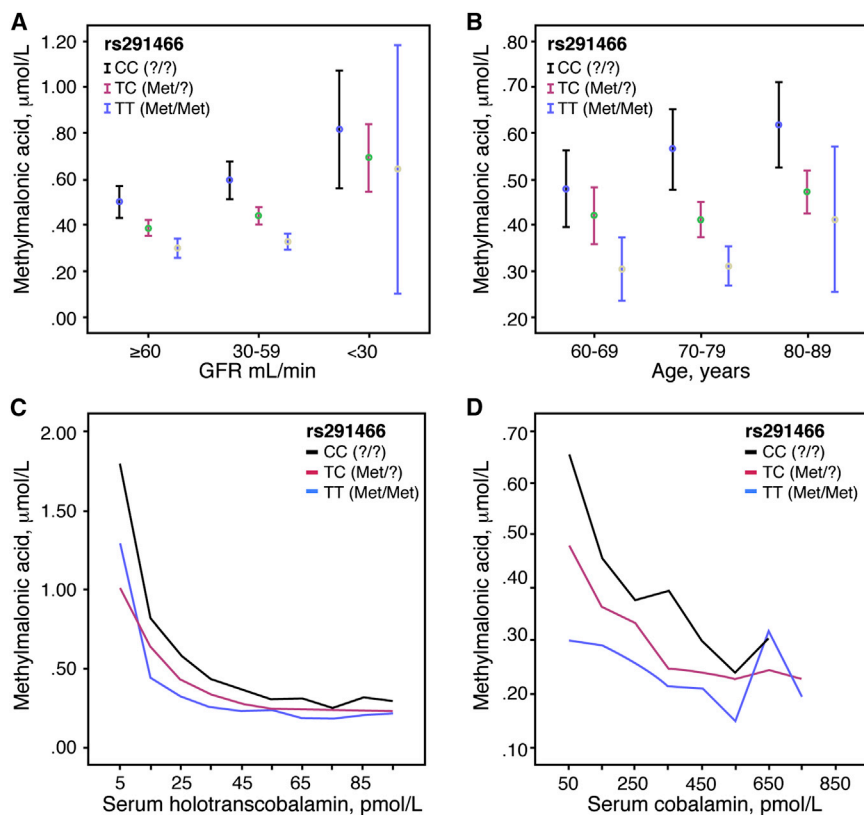 A
Methylmalonic acid, μmol/L
1.20
1.00
.80
.60
.40
.20
.00
rs291466
CC (?/?)
TC (Met/?)
TT (Met/Met)
≥60 30-59 <30
GFR mL/min
B
Methylmalonic acid, μmol/L
.80
.70
.60
.50
.40
.30
.20
rs291466
CC (?/?)
TC (Met/?)
TT (Met/Met)
60-69 70-79 80-89
Age, years
C
Methylmalonic acid, μmol/L
2.00
1.50
1.00
.50
.00
rs291466
CC (?/?)
TC (Met/?)
TT (Met/Met)
5 25 45 65 85
Serum holotranscobalamin, pmol/L
D
Methylmalonic acid, μmol/L
.70
.60
.50
.40
.30
.20
.10
rs291466
CC (?/?)
TC (Met/?)
TT (Met/Met)
50 250 450 650 850
Serum cobalamin, pmol/L